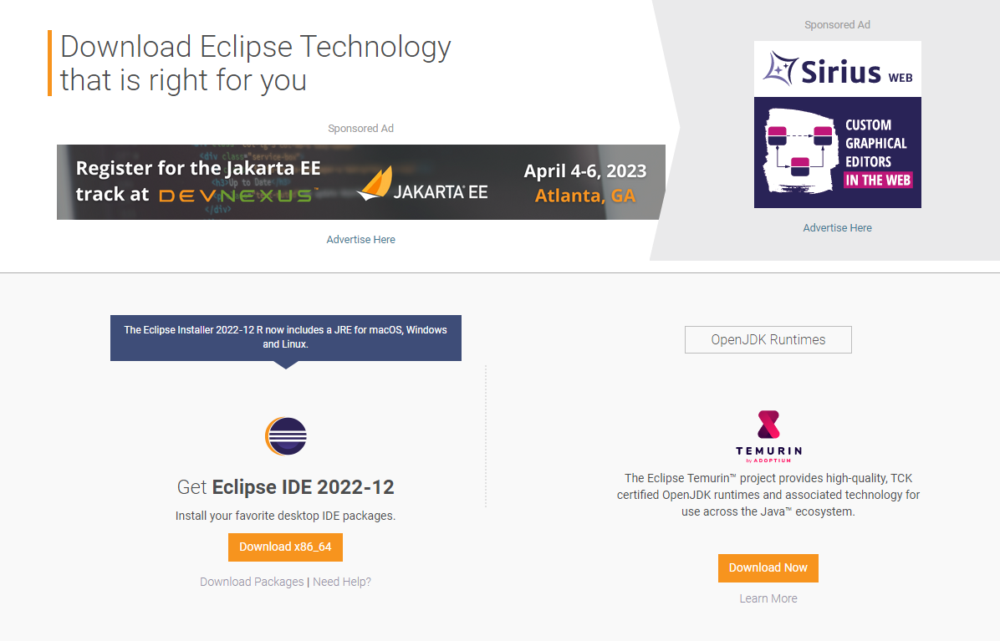 Download Eclipse Technology
that is right for you
Sponsored Ad
Register for the Jakarta EE
track at DEVNEXUS™
JAKARTA® EE
April 4-6, 2023
Atlanta, GA
Advertise Here
Sponsored Ad
Sirius WEB
CUSTOM
GRAPHICAL
EDITORS
IN THE WEB
Advertise Here
The Eclipse Installer 2022-12 R now includes a JRE for macOS, Windows
and Linux.
Get Eclipse IDE 2022-12
Install your favorite desktop IDE packages.
Download x86_64
Download Packages | Need Help?
OpenJDK Runtimes
TEMURIN
by ADOPTIUM
The Eclipse Temurin™ project provides high-quality, TCK
certified OpenJDK runtimes and associated technology for
use across the Java™ ecosystem.
Download Now
Learn More